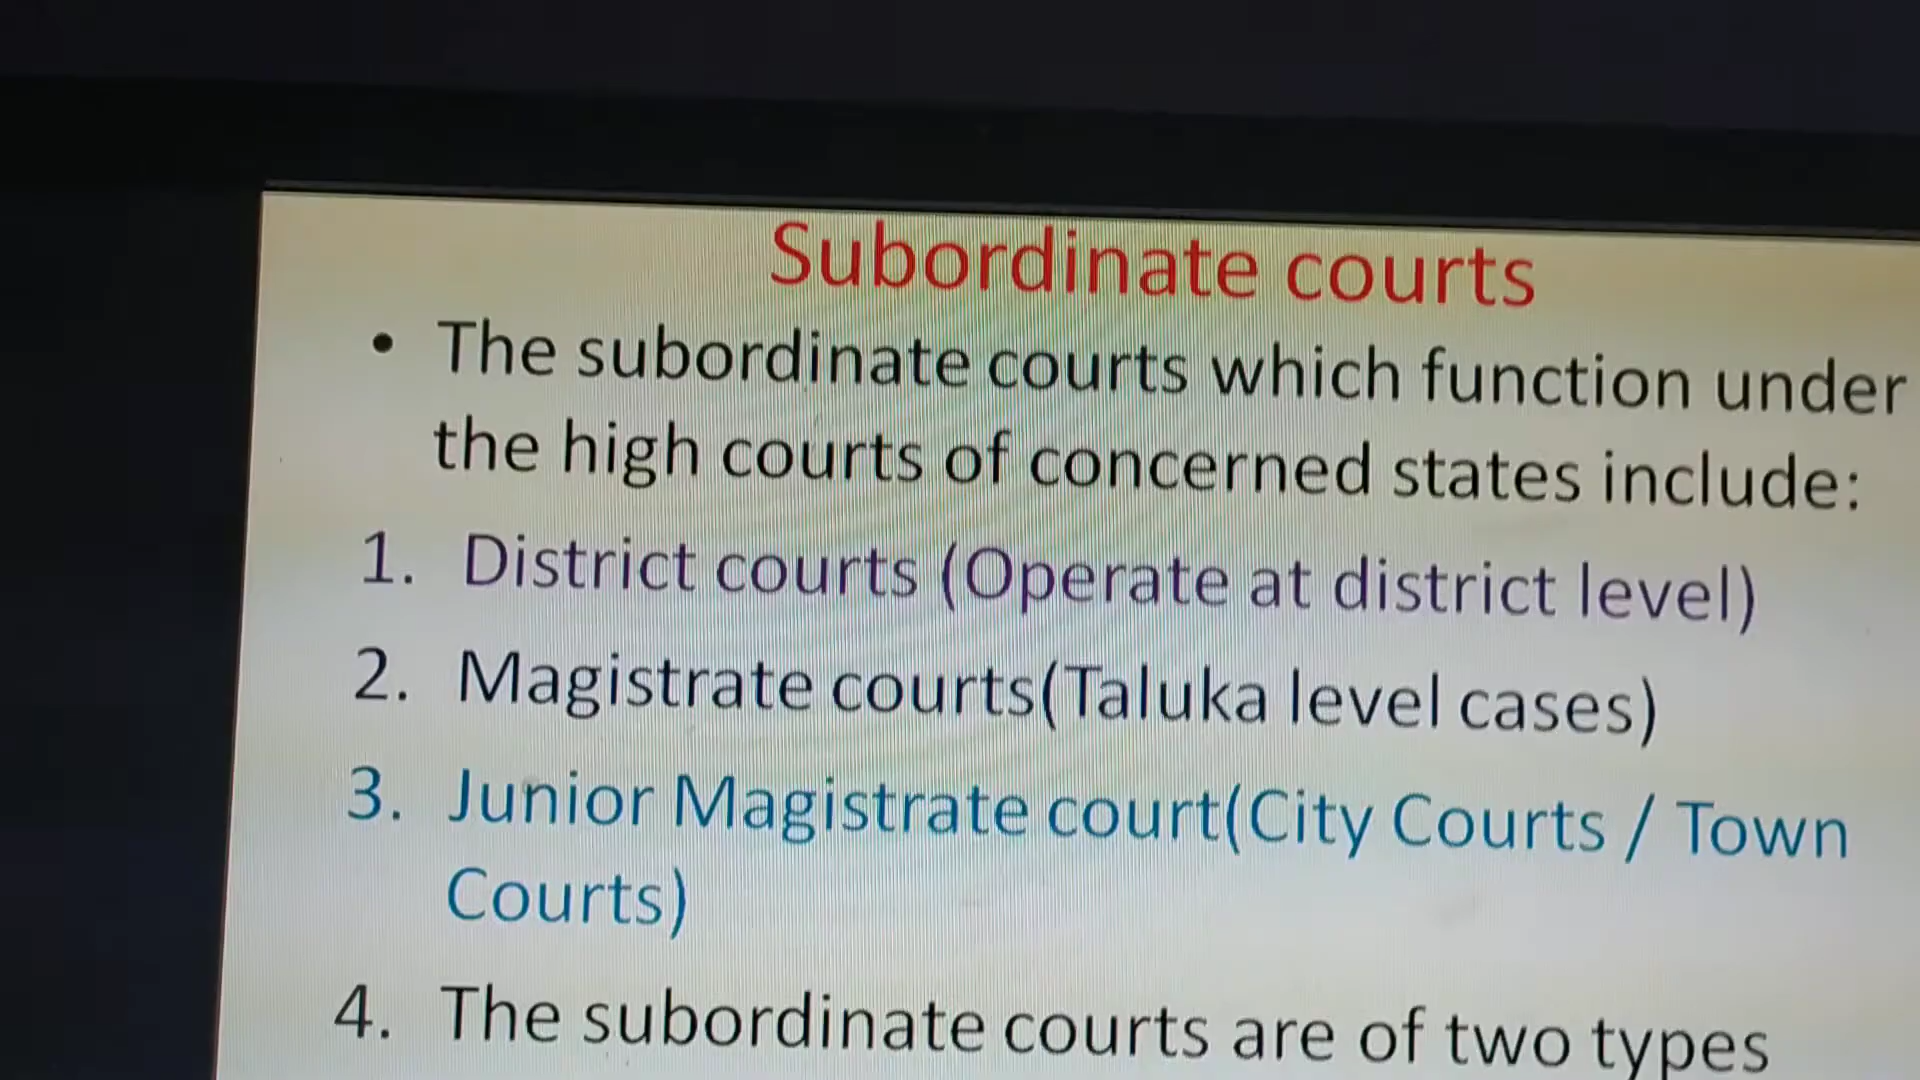 Subordinate courts
• The subordinate courts which function under
the high courts of concerned states include:
1. District courts (Operate at district level)
2. Magistrate courts(Taluka level cases)
3. Junior Magistrate court(City Courts / Town
Courts)
4. The subordinate courts are of two types